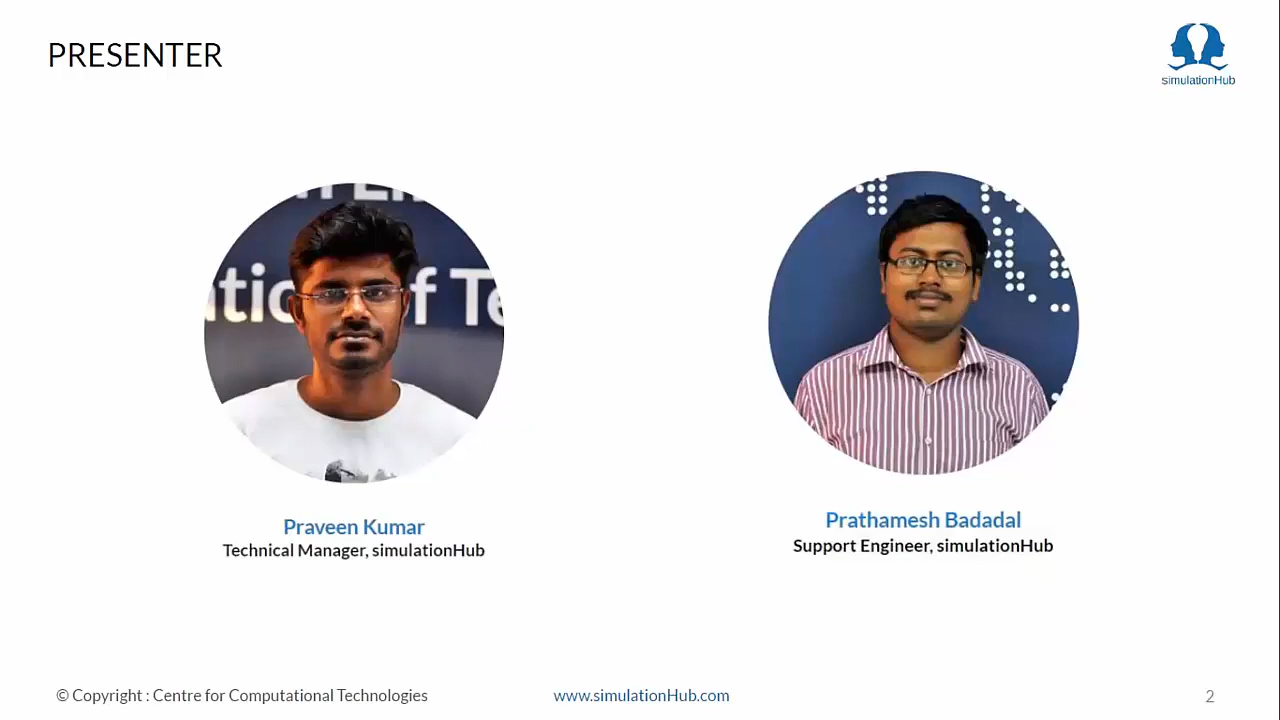 PRESENTER
simulationHub
Praveen Kumar
Technical Manager, simulationHub
Prathamesh Badadal
Support Engineer, simulationHub
© Copyright : Centre for Computational Technologies
www.simulationHub.com
2